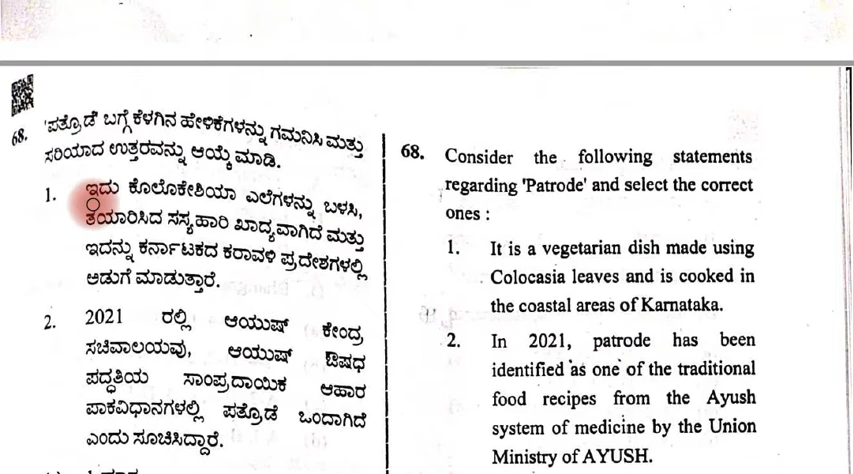 68. 'ಪತ್ರೊಡೆ' ಬಗ್ಗೆ ಕೆಳಗಿನ ಹೇಳಿಕೆಗಳನ್ನು ಗಮನಿಸಿ ಮತ್ತು
ಸರಿಯಾದ ಉತ್ತರವನ್ನು ಆಯ್ಕೆ ಮಾಡಿ.
1. ಇದು ಕೊಲೊಕೇಶಿಯಾ ಎಲೆಗಳನ್ನು ಬಳಸಿ,
ತಯಾರಿಸಿದ ಸಸ್ಯಹಾರಿ ಖಾದ್ಯವಾಗಿದೆ ಮತ್ತು
ಇದನ್ನು ಕರ್ನಾಟಕದ ಕರಾವಳಿ ಪ್ರದೇಶಗಳಲ್ಲಿ
ಅಡುಗೆ ಮಾಡುತ್ತಾರೆ.
2. 2021 ರಲ್ಲಿ ಆಯುಷ್ ಕೇಂದ್ರ
ಸಚಿವಾಲಯವು, ಆಯುಷ್ ಔಷಧ
ಪದ್ಧತಿಯ ಸಾಂಪ್ರದಾಯಿಕ ಆಹಾರ
ಪಾಕವಿಧಾನಗಳಲ್ಲಿ ಪತ್ರೊಡೆ ಒಂದಾಗಿದೆ
ಎಂದು ಸೂಚಿಸಿದ್ದಾರೆ.
68. Consider the following statements
regarding 'Patrode' and select the correct
ones :
1. It is a vegetarian dish made using
Colocasia leaves and is cooked in
the coastal areas of Karnataka.
2. In 2021, patrode has been
identified as one of the traditional
food recipes from the Ayush
system of medicine by the Union
Ministry of AYUSH.